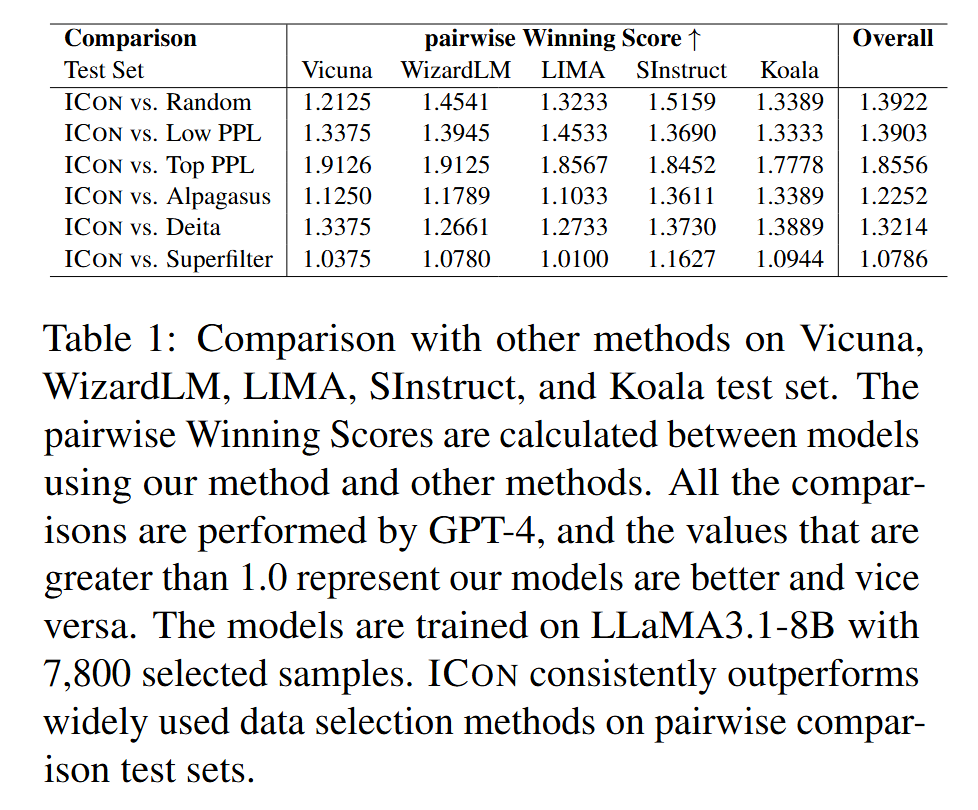 Comparison pairwise Winning Score ↑ Overall
Test Set Vicuna WizardLM LIMA SInstruct Koala
ICON vs. Random 1.2125 1.4541 1.3233 1.5159 1.3389 1.3922
ICON vs. Low PPL 1.3375 1.3945 1.4533 1.3690 1.3333 1.3903
ICON vs. Top PPL 1.9126 1.9125 1.8567 1.8452 1.7778 1.8556
ICON vs. Alpagasus 1.1250 1.1789 1.1033 1.3611 1.3389 1.2252
ICON vs. Deita 1.3375 1.2661 1.2733 1.3730 1.3889 1.3214
ICON vs. Superfilter 1.0375 1.0780 1.0100 1.1627 1.0944 1.0786
Table 1: Comparison with other methods on Vicuna,
WizardLM, LIMA, SInstruct, and Koala test set. The
pairwise Winning Scores are calculated between models
using our method and other methods. All the compar-
isons are performed by GPT-4, and the values that are
greater than 1.0 represent our models are better and vice
versa. The models are trained on LLaMA3.1-8B with
7,800 selected samples. ICON consistently outperforms
widely used data selection methods on pairwise compar-
ison test sets.